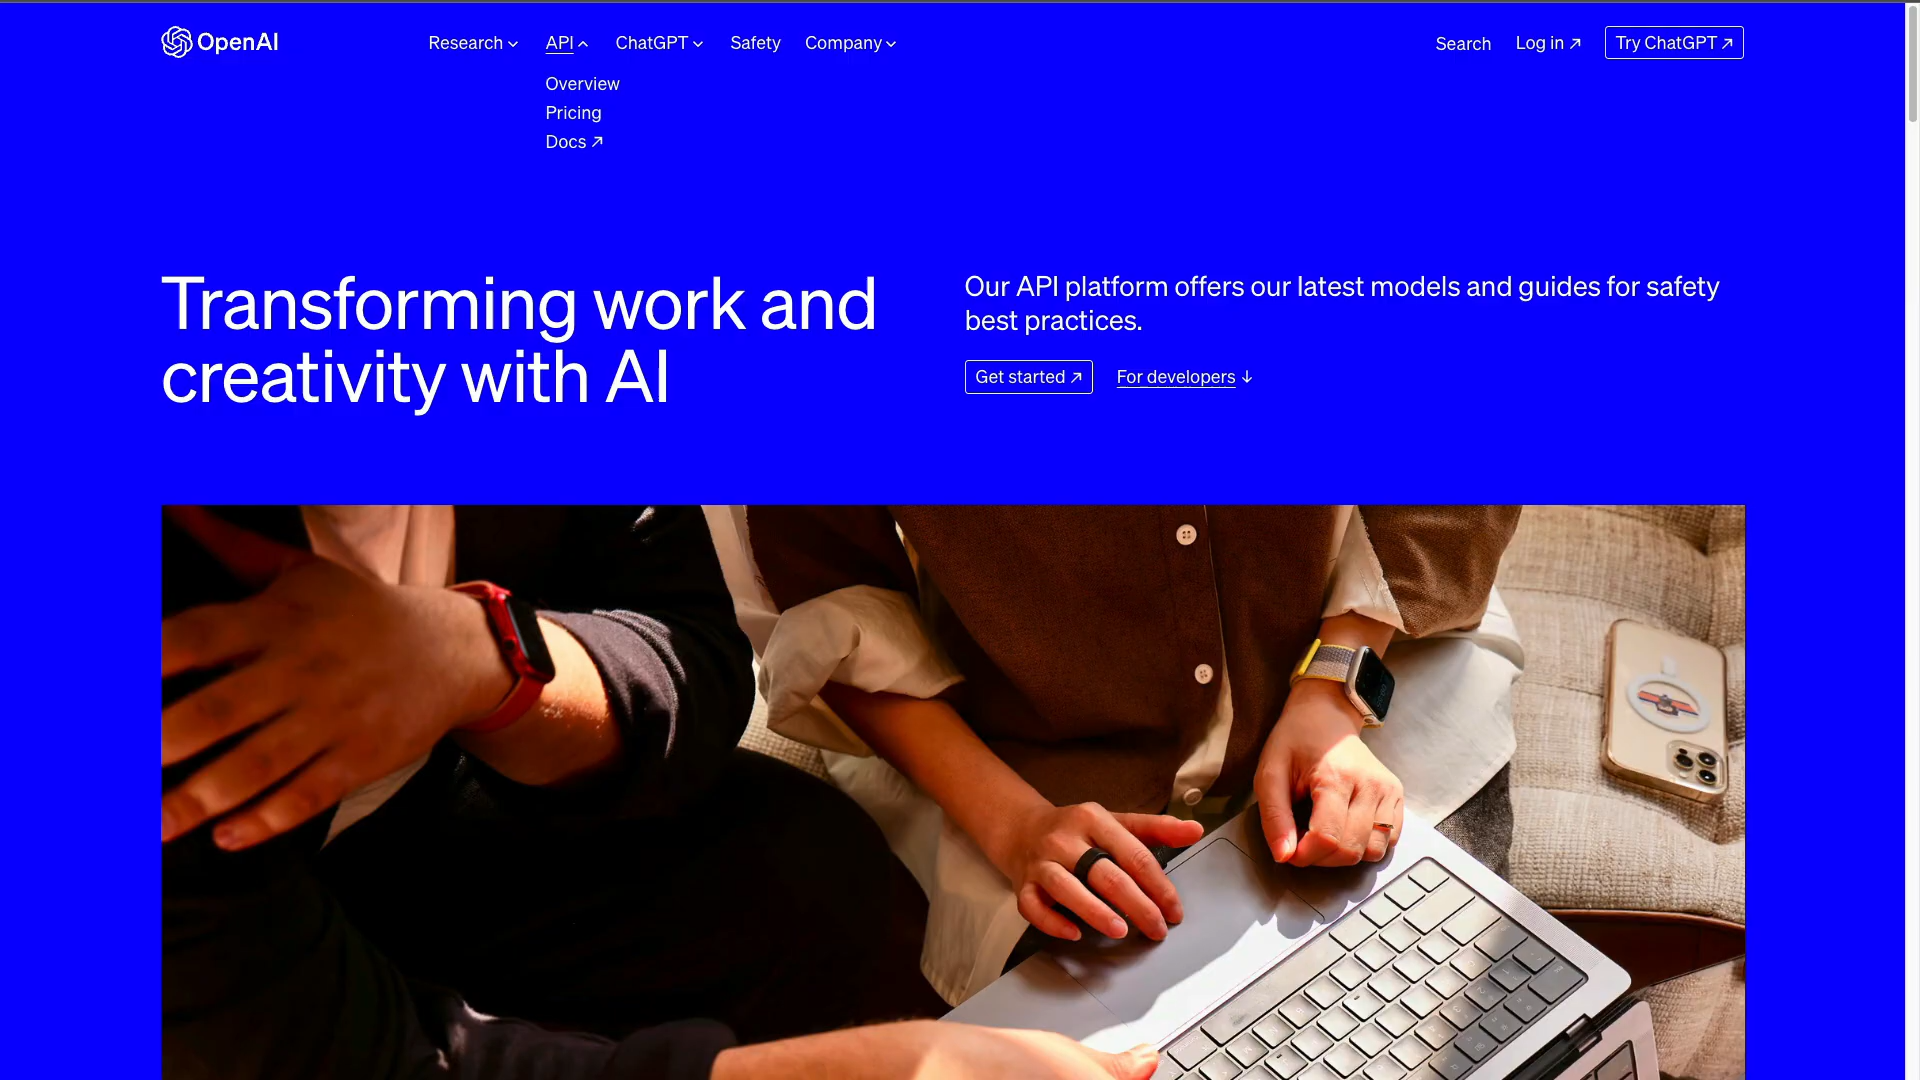 OpenAI
Research API ChatGPT Safety Company Search Log in Try ChatGPT
Overview
Pricing
Docs
Transforming work and
creativity with AI
Our API platform offers our latest models and guides for safety
best practices.
Get started For developers